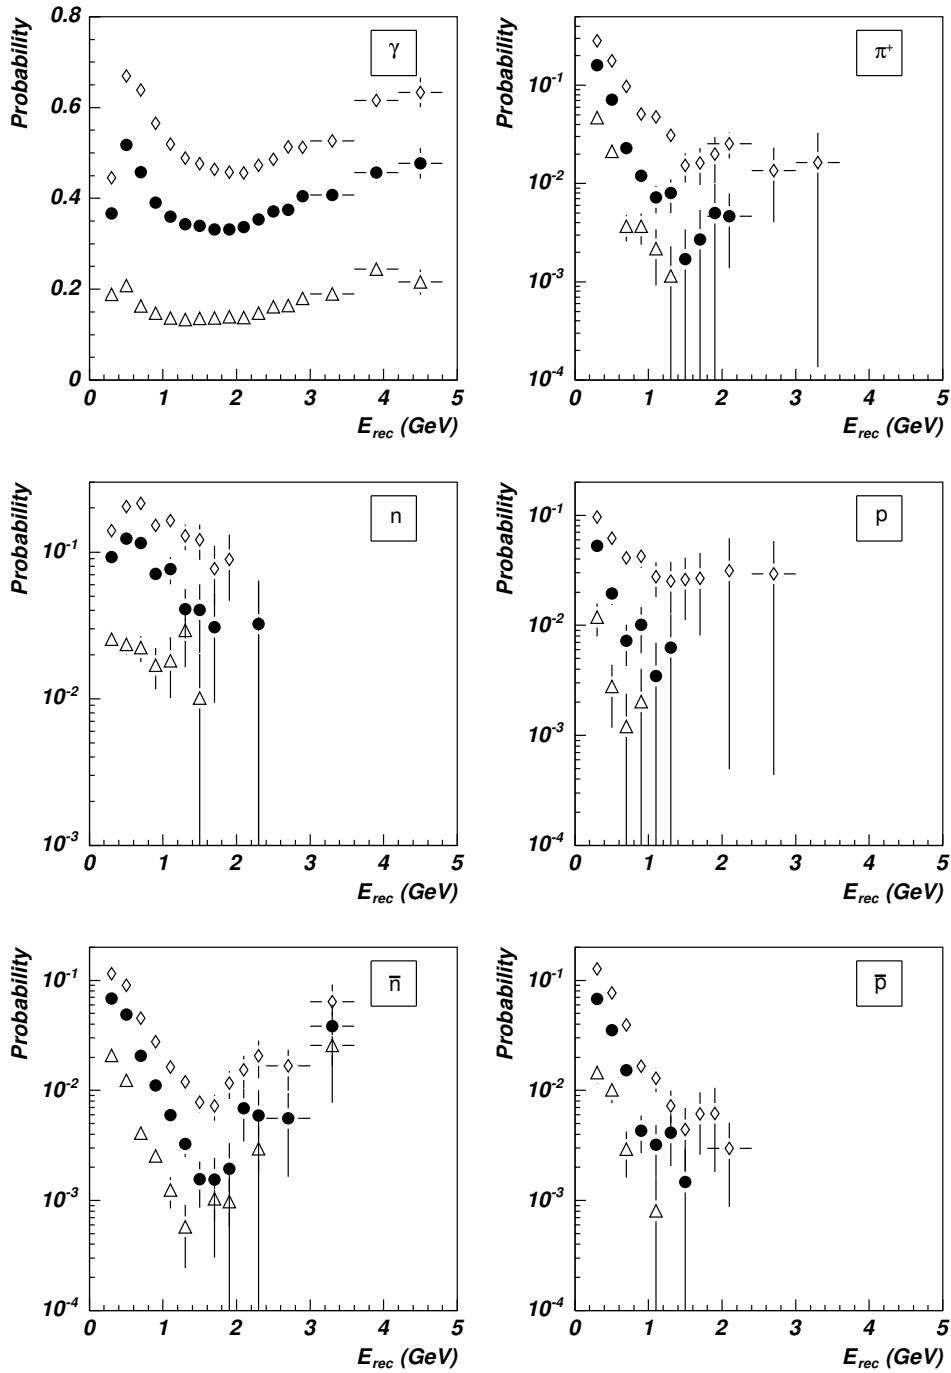 Probability
0.8
0.6
0.4
0.2
0
γ
0 1 2 3 4 5
E_rec (GeV)
Probability
10^-1
10^-2
10^-3
10^-4
π⁺
0 1 2 3 4 5
E_rec (GeV)
Probability
10^-1
10^-2
10^-3
n
0 1 2 3 4 5
E_rec (GeV)
Probability
10^-1
10^-2
10^-3
10^-4
p
0 1 2 3 4 5
E_rec (GeV)
Probability
10^-1
10^-2
10^-3
10^-4
n̅
0 1 2 3 4 5
E_rec (GeV)
Probability
10^-1
10^-2
10^-3
10^-4
p̅
0 1 2 3 4 5
E_rec (GeV)